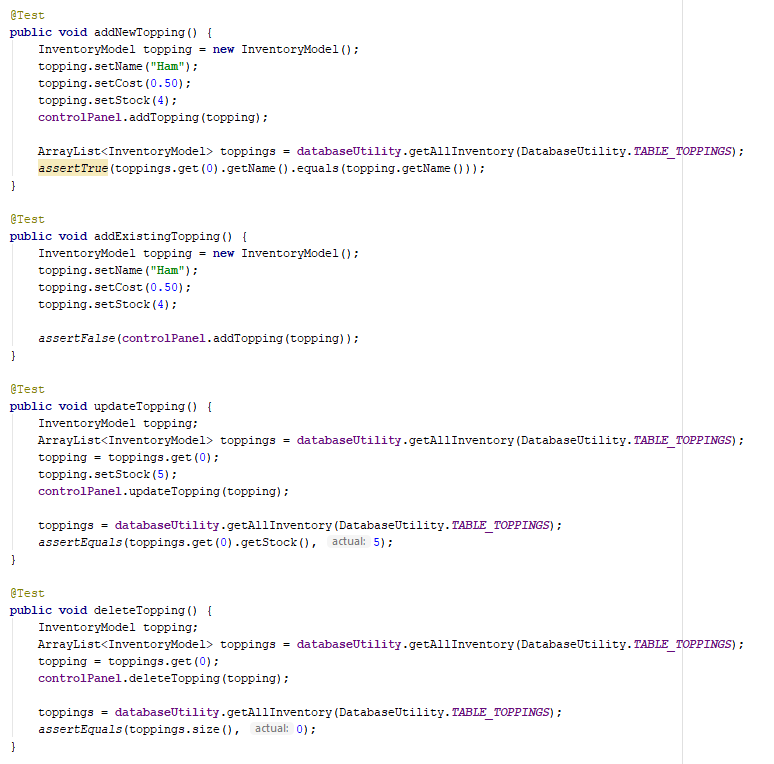 @Test
public void addNewTopping() {
    InventoryModel topping = new InventoryModel();
    topping.setName("Ham");
    topping.setCost(0.50);
    topping.setStock(4);
    controlPanel.addTopping(topping);

    ArrayList<InventoryModel> toppings = databaseUtility.getAllInventory(DatabaseUtility.TABLE_TOPPINGS);
    assertTrue(toppings.get(0).getName().equals(topping.getName()));
}

@Test
public void addExistingTopping() {
    InventoryModel topping = new InventoryModel();
    topping.setName("Ham");
    topping.setCost(0.50);
    topping.setStock(4);

    assertFalse(controlPanel.addTopping(topping));
}

@Test
public void updateTopping() {
    InventoryModel topping;
    ArrayList<InventoryModel> toppings = databaseUtility.getAllInventory(DatabaseUtility.TABLE_TOPPINGS);
    topping = toppings.get(0);
    topping.setStock(5);
    controlPanel.updateTopping(topping);

    toppings = databaseUtility.getAllInventory(DatabaseUtility.TABLE_TOPPINGS);
    assertEquals(toppings.get(0).getStock(), actual: 5);
}

@Test
public void deleteTopping() {
    InventoryModel topping;
    ArrayList<InventoryModel> toppings = databaseUtility.getAllInventory(DatabaseUtility.TABLE_TOPPINGS);
    topping = toppings.get(0);
    controlPanel.deleteTopping(topping);

    toppings = databaseUtility.getAllInventory(DatabaseUtility.TABLE_TOPPINGS);
    assertEquals(toppings.size(), actual: 0);
}